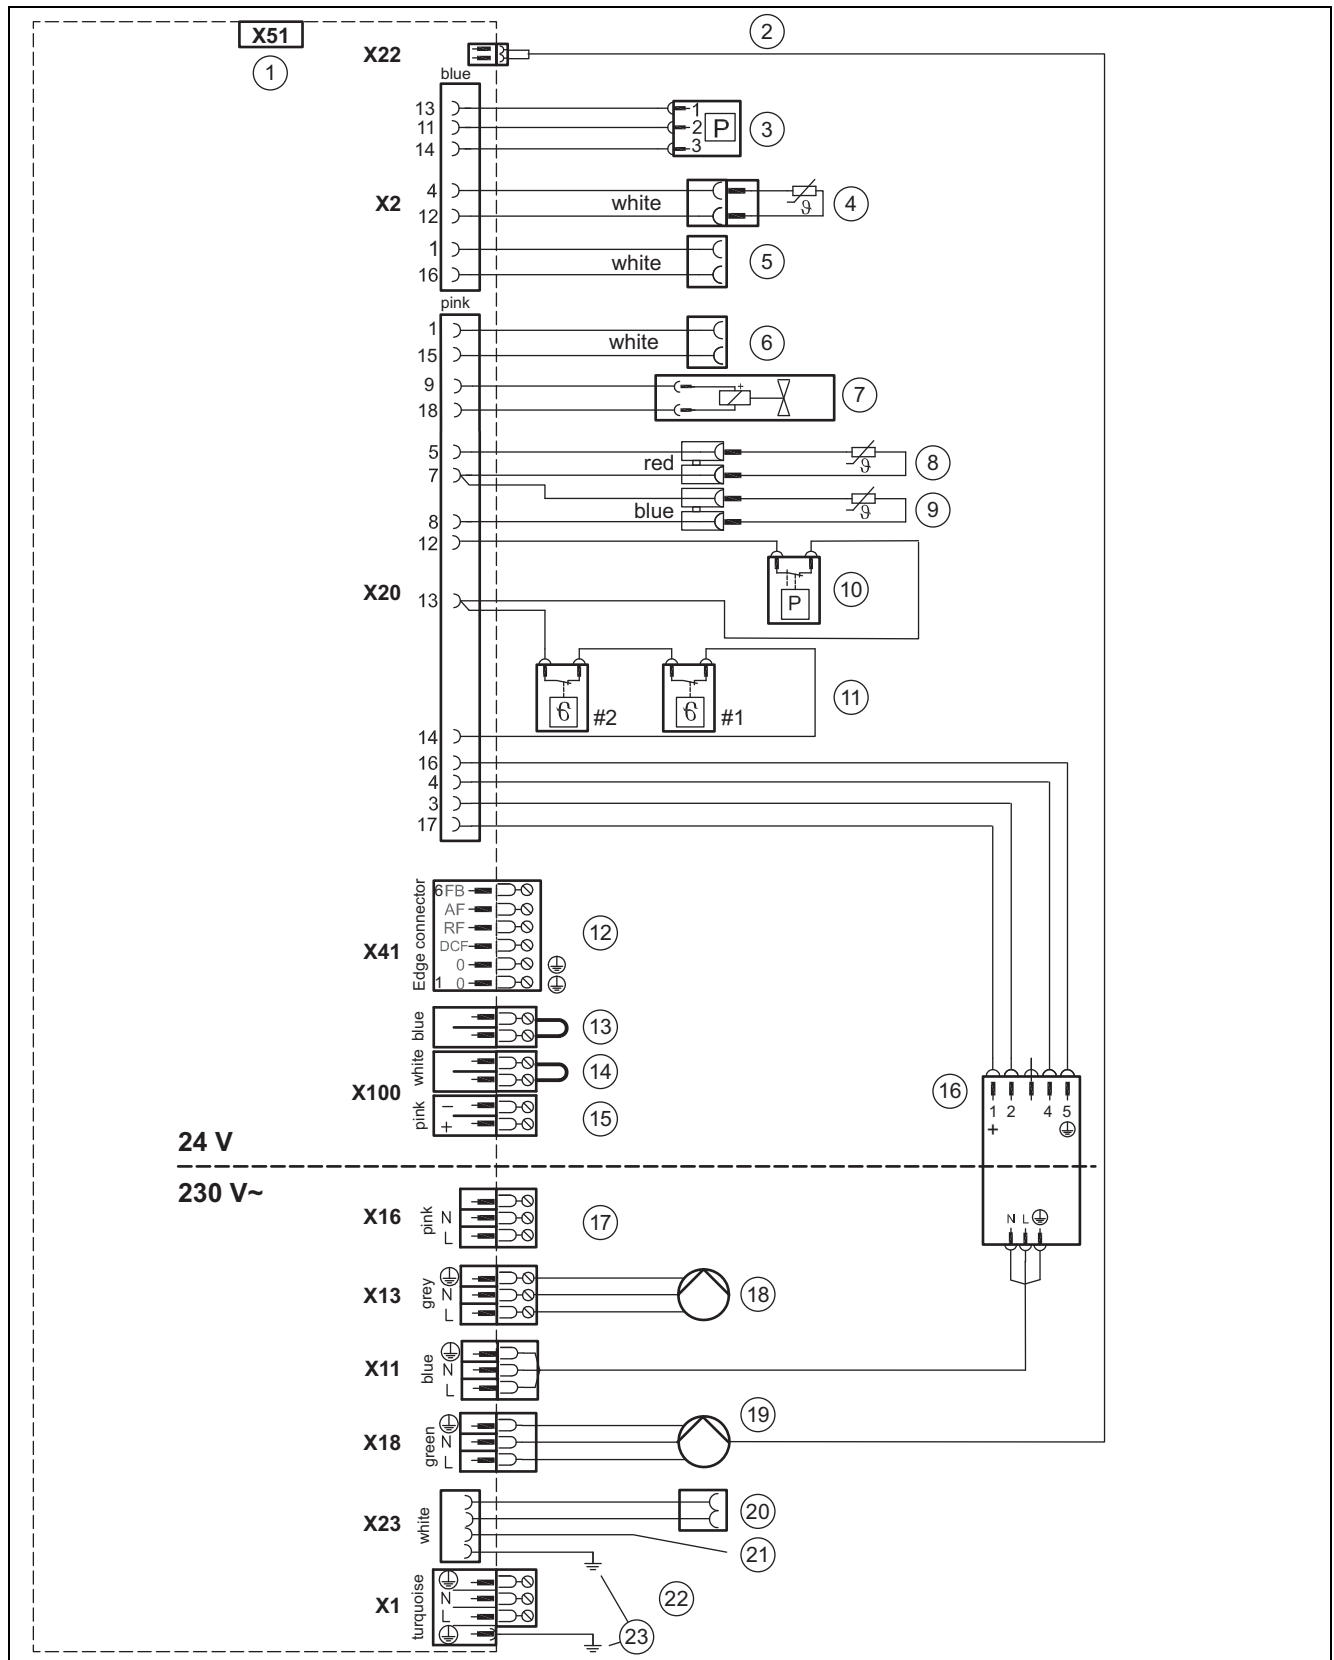 X51
1
X22
2
blue
13
11
14
1
2
3
P
3
X2
4
12
white
ϑ
4
1
16
white
5
pink
1
15
white
6
9
18
+
7
5
7
red
ϑ
8
8
blue
ϑ
9
12
P
10
X20
13
ϑ
#2
ϑ
#1
11
14
16
4
3
17
X41
Edge connector
6 FB
AF
RF
DCF
0
1 0
12
X100
blue
13
white
14
pink
−
+
15
16
1 2 4 5
+
N L
24 V
230 V~
X16
pink
N
L
17
X13
grey
N
L
18
X11
blue
N
L
X18
green
N
L
19
X23
white
20
21
X1
turquoise
N
L
22
23